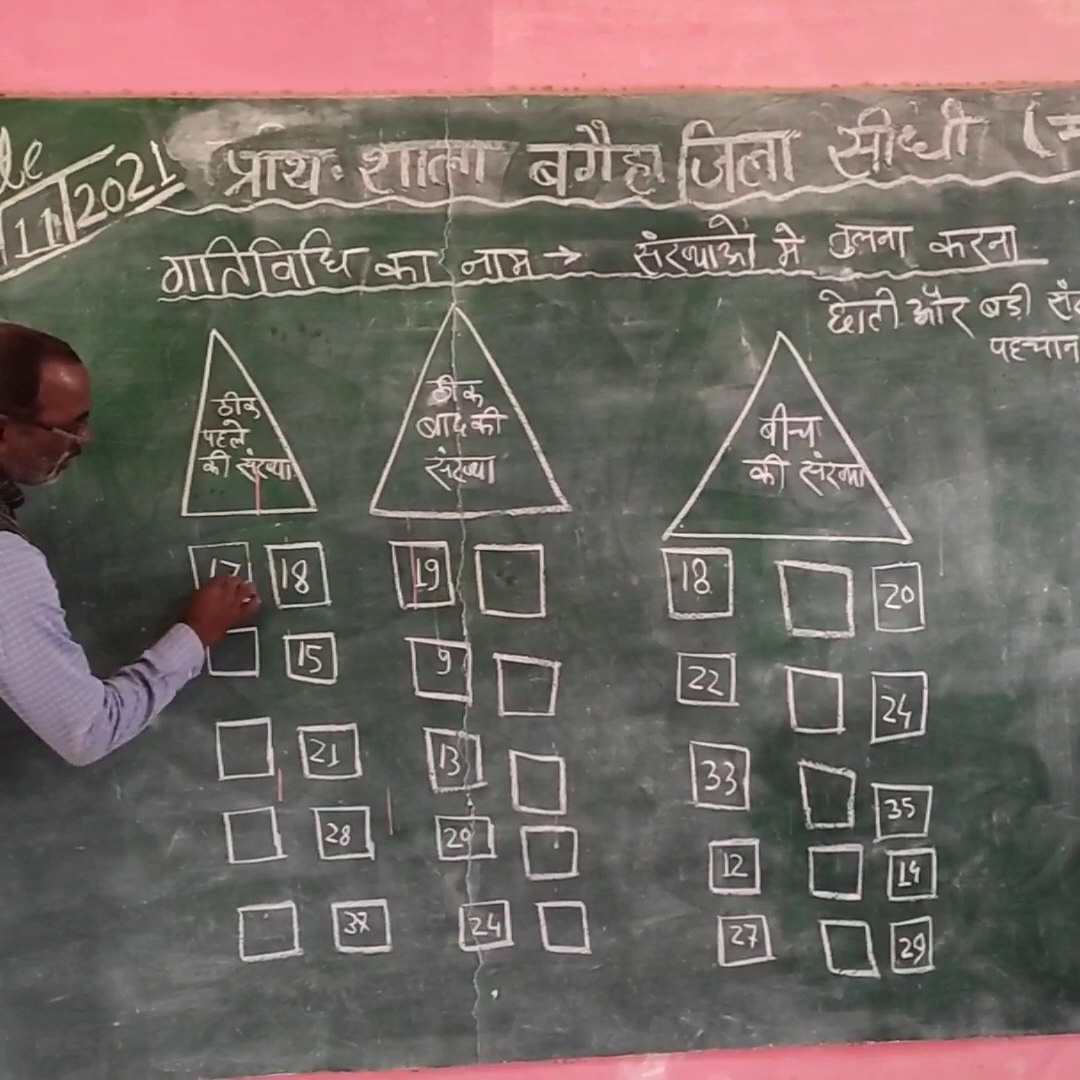 11/2021
प्राथ. शाला बगैहा जिला सीधी
गतिविधि का नाम → संख्याओ मे तुलना करना
छोटी और बड़ी
पहचान
ठीक
पहले
की संख्या
ठीक
बाद की
संख्या
बीच
की संख्या
17 18 19 18 20
15 9 22 24
21 13 33 35
28 20 12 14
37 24 27 29